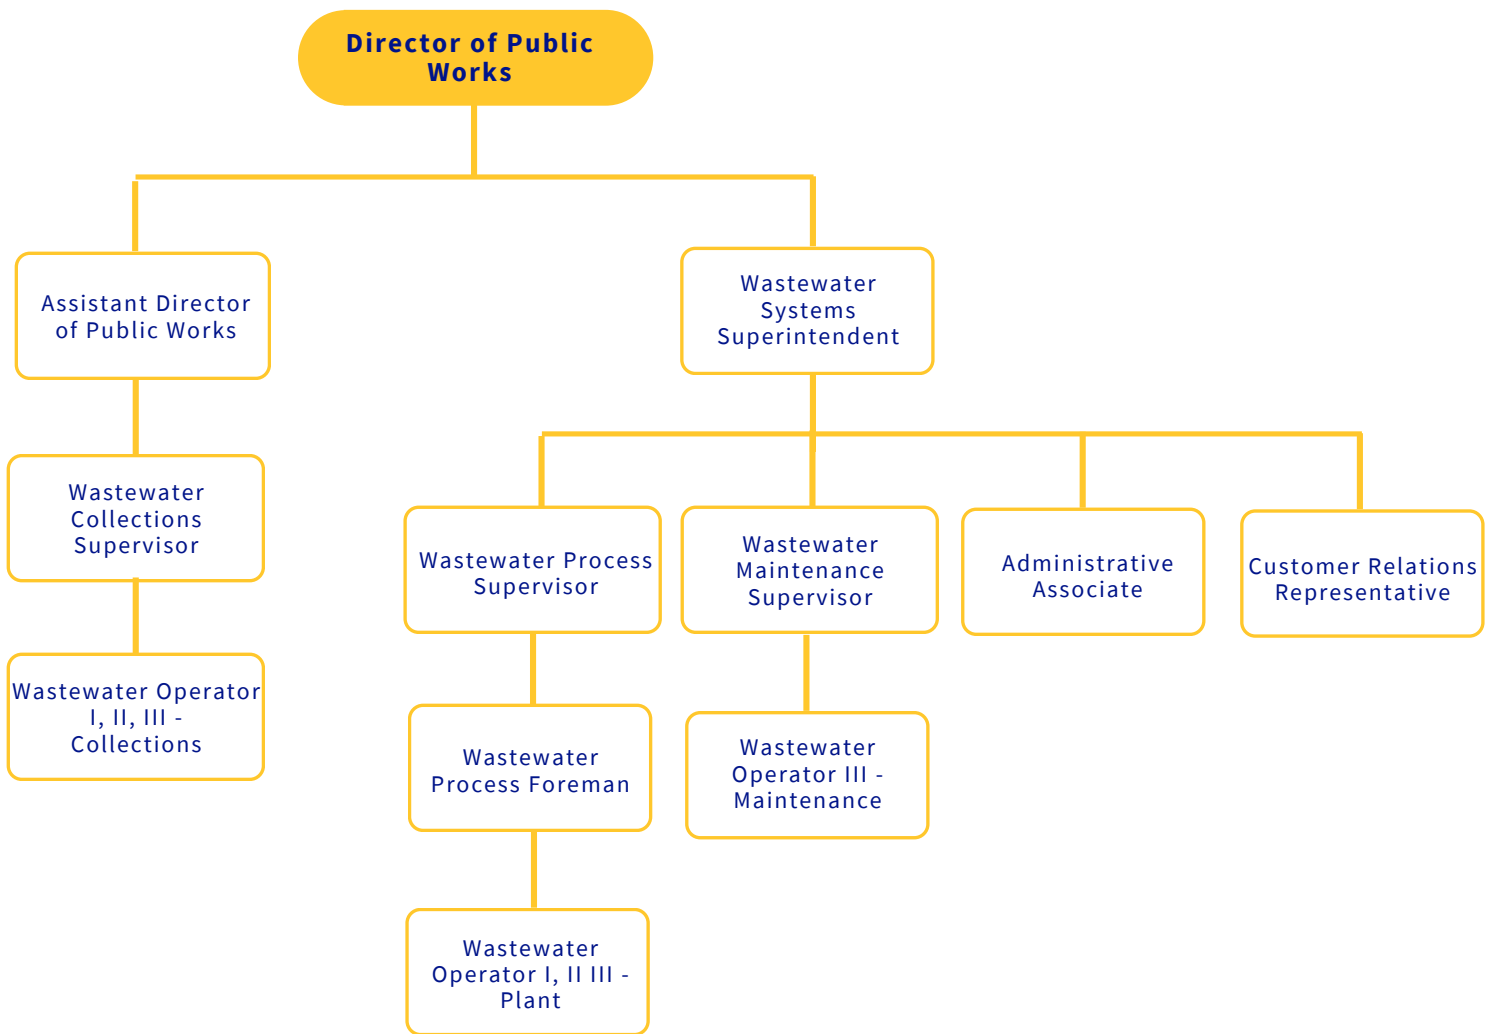 Director of Public
Works
Assistant Director
of Public Works
Wastewater
Systems
Superintendent
Wastewater
Collections
Supervisor
Wastewater Process
Supervisor
Wastewater
Maintenance
Supervisor
Administrative
Associate
Customer Relations
Representative
Wastewater Operator
I, II, III -
Collections
Wastewater
Process Foreman
Wastewater
Operator III -
Maintenance
Wastewater
Operator I, II III -
Plant